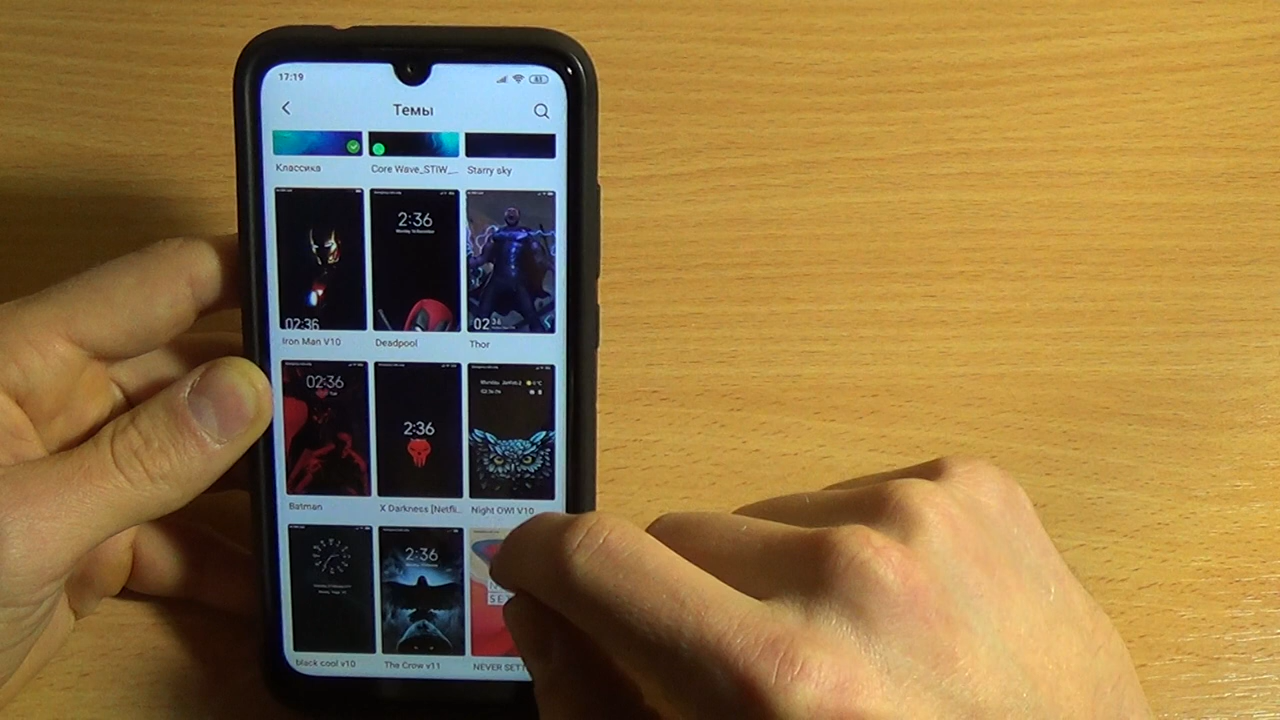 17:19
Темы
Классика
Core Wave_STIW_...
Starry sky
2:36
02:36
02
36
Iron Man V10
Deadpool
Thor
02:36
2:36
Batman
X Darkness [Netfli...
Night OWl V10
2:36
black cool v10
The Crow v11
NEVER SETT